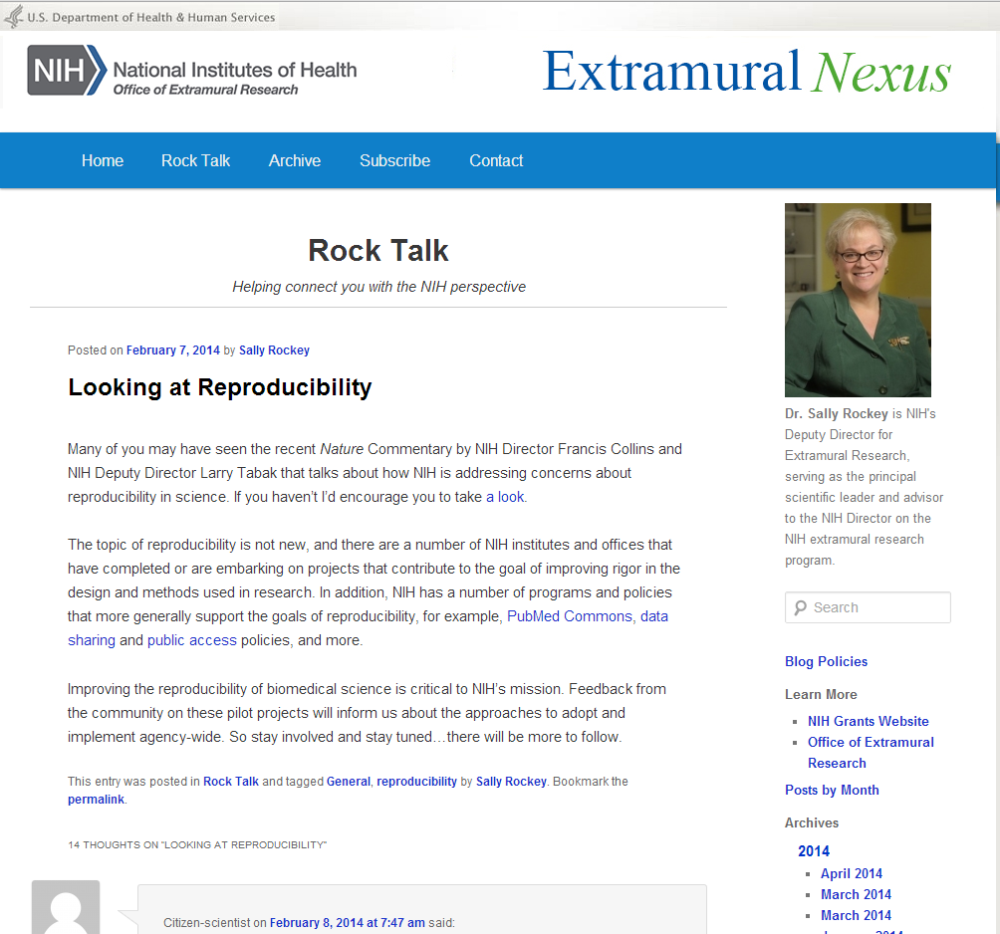 U.S. Department of Health & Human Services
NIH National Institutes of Health
Office of Extramural Research
Extramural Nexus
Home Rock Talk Archive Subscribe Contact
Rock Talk
Helping connect you with the NIH perspective
Posted on February 7, 2014 by Sally Rockey
Looking at Reproducibility
Many of you may have seen the recent Nature Commentary by NIH Director Francis Collins and
NIH Deputy Director Larry Tabak that talks about how NIH is addressing concerns about
reproducibility in science. If you haven’t I’d encourage you to take a look.
The topic of reproducibility is not new, and there are a number of NIH institutes and offices that
have completed or are embarking on projects that contribute to the goal of improving rigor in the
design and methods used in research. In addition, NIH has a number of programs and policies
that more generally support the goals of reproducibility, for example, PubMed Commons, data
sharing and public access policies, and more.
Improving the reproducibility of biomedical science is critical to NIH’s mission. Feedback from
the community on these pilot projects will inform us about the approaches to adopt and
implement agency-wide. So stay involved and stay tuned…there will be more to follow.
This entry was posted in Rock Talk and tagged General, reproducibility by Sally Rockey. Bookmark the
permalink.
14 THOUGHTS ON “LOOKING AT REPRODUCIBILITY”
Citizen-scientist on February 8, 2014 at 7:47 am said:
Dr. Sally Rockey is NIH's
Deputy Director for
Extramural Research,
serving as the principal
scientific leader and advisor
to the NIH Director on the
NIH extramural research
program.
Search
Blog Policies
Learn More
NIH Grants Website
Office of Extramural
Research
Posts by Month
Archives
2014
April 2014
March 2014
March 2014